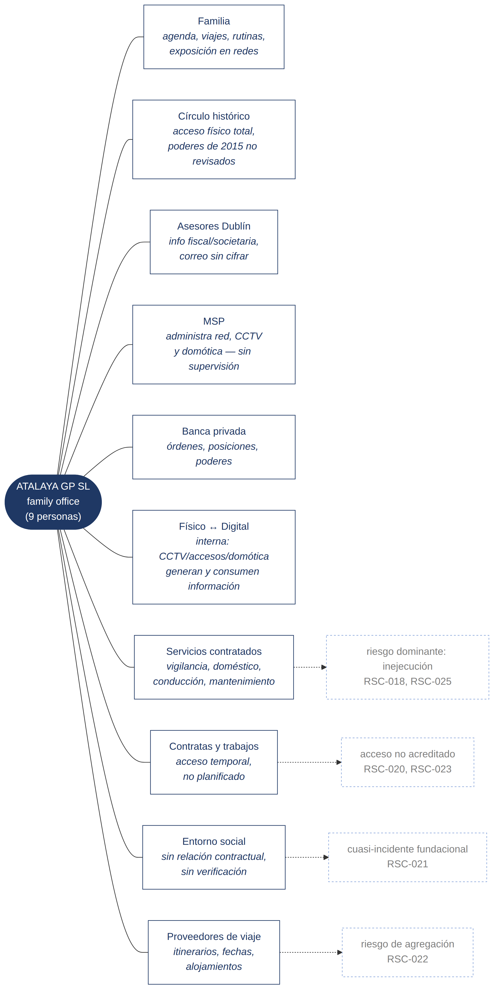 Familia
agenda, viajes, rutinas,
exposición en redes
Círculo histórico
acceso físico total,
poderes de 2015 no
revisados
Asesores Dublín
info fiscal/societaria,
correo sin cifrar
MSP
administra red, CCTV
y domótica — sin
supervisión
Banca privada
órdenes, posiciones,
poderes
ATALAYA GP SL
family office
(9 personas)
Físico ↔ Digital
interna:
CCTV/accesos/domótica
generan y consumen
información
Servicios contratados
vigilancia, doméstico,
conducción, mantenimiento
riesgo dominante:
inejecución
RSC-018, RSC-025
Contratas y trabajos
acceso temporal,
no planificado
acceso no acreditado
RSC-020, RSC-023
Entorno social
sin relación contractual,
sin verificación
cuasi-incidente fundacional
RSC-021
Proveedores de viaje
itinerarios, fechas,
alojamientos
riesgo de agregación
RSC-022